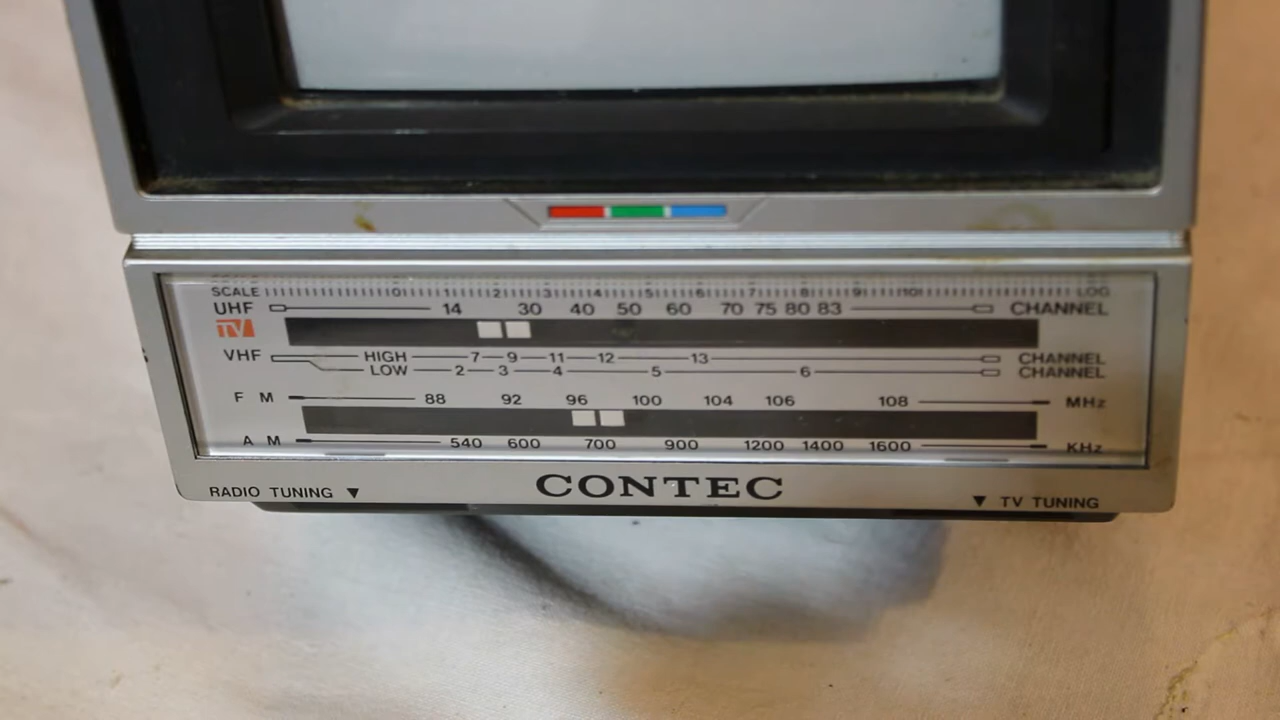 SCALE 0 1 2 3 4 5 6 7 8 9 10 LOG
UHF 14 30 40 50 60 70 75 80 83 CHANNEL
TV
VHF HIGH 7 9 11 12 13 CHANNEL
LOW 2 3 4 5 6 CHANNEL
F M 88 92 96 100 104 106 108 MHz
A M 540 600 700 900 1200 1400 1600 KHz
CONTEC
RADIO TUNING ▼ ▼ TV TUNING